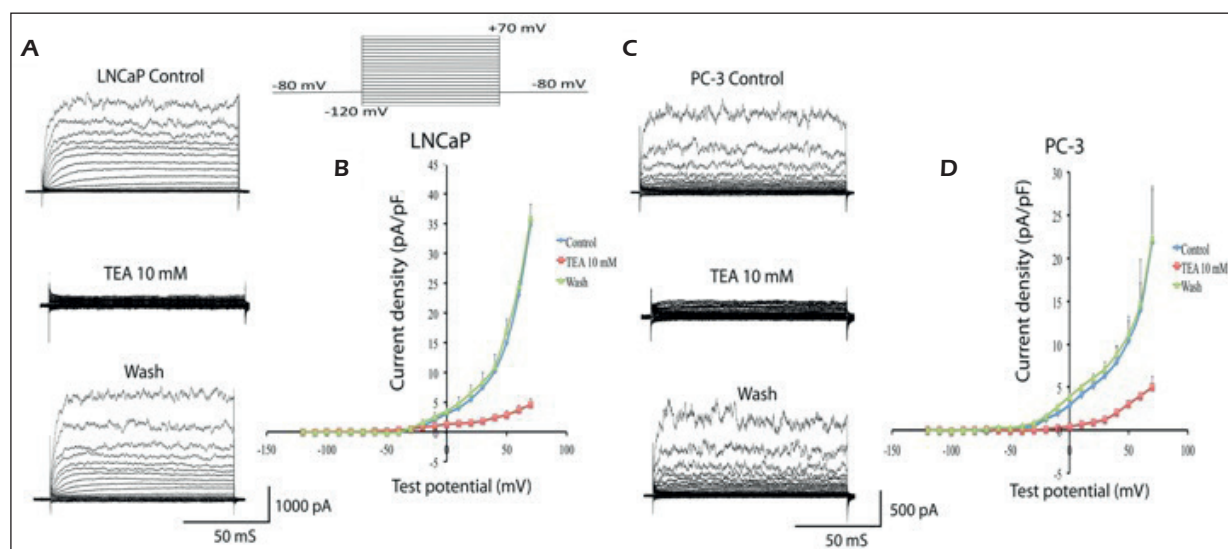 A
LNCaP Control
+70 mV
-80 mV
-80 mV
-120 mV
TEA 10 mM
Wash
1000 pA
50 mS
B
LNCaP
Current density (pA/pF)
45
40
35
30
25
20
15
10
5
0
-5
-150
-100
-50
0
50
100
Test potential (mV)
Control
TEA 10 mM
Wash
C
PC-3 Control
TEA 10 mM
Wash
500 pA
50 mS
D
PC-3
Current density (pA/pF)
30
25
20
15
10
5
0
-5
-150
-100
-50
0
50
100
Test potential (mV)
Control
TEA 10 mM
Wash